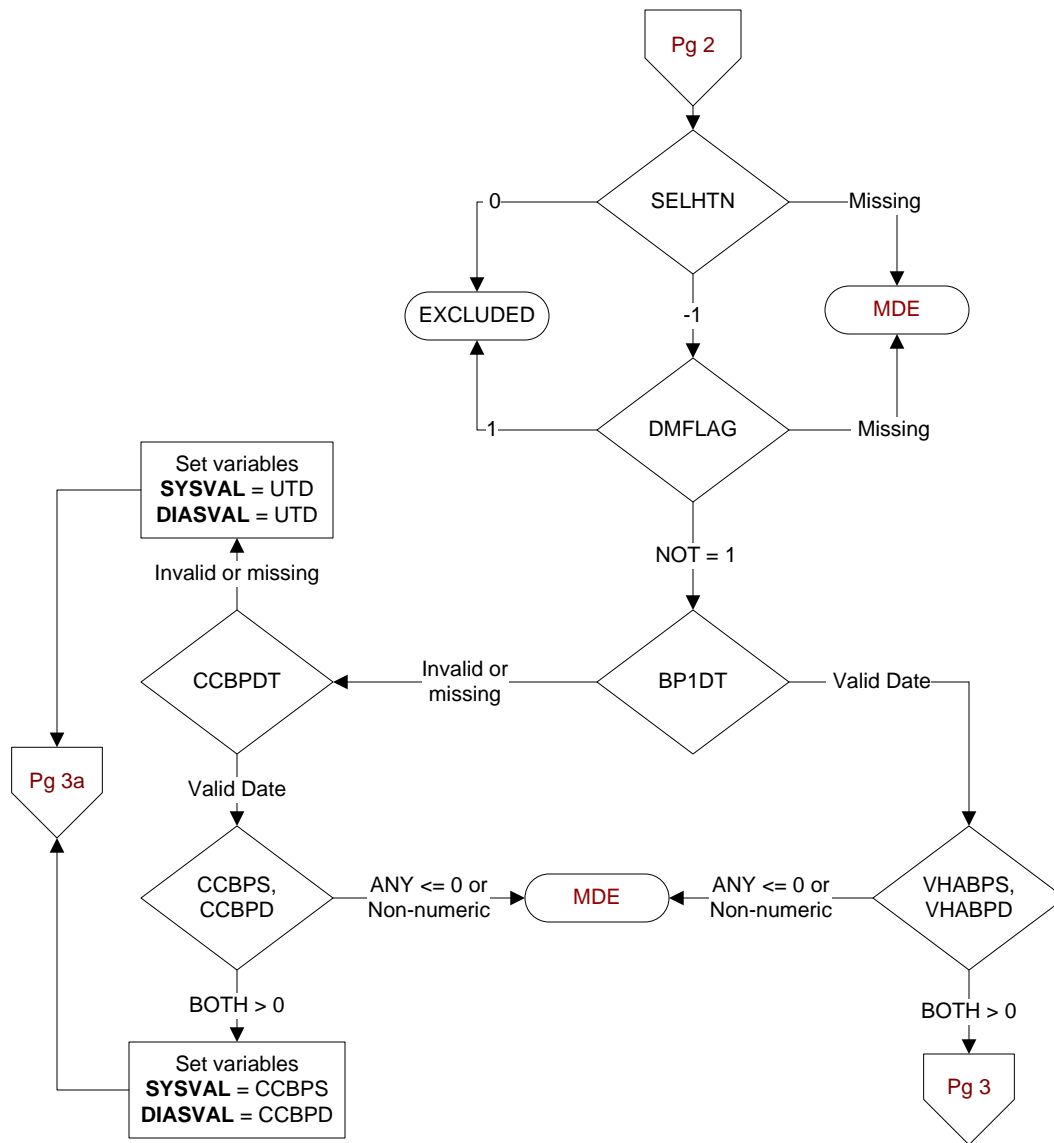 Pg 2
SELHTN
0
Missing
EXCLUDED
MDE
-1
DMFLAG
1
Missing
Set variables
SYSVAL = UTD
DIASVAL = UTD
NOT = 1
Invalid or missing
CCBPDT
Invalid or
missing
BP1DT
Valid Date
Pg 3a
Valid Date
CCBPS,
CCBPD
ANY <= 0 or
Non-numeric
MDE
ANY <= 0 or
Non-numeric
VHABPS,
VHABPD
BOTH > 0
BOTH > 0
Set variables
SYSVAL = CCBPS
DIASVAL = CCBPD
Pg 3